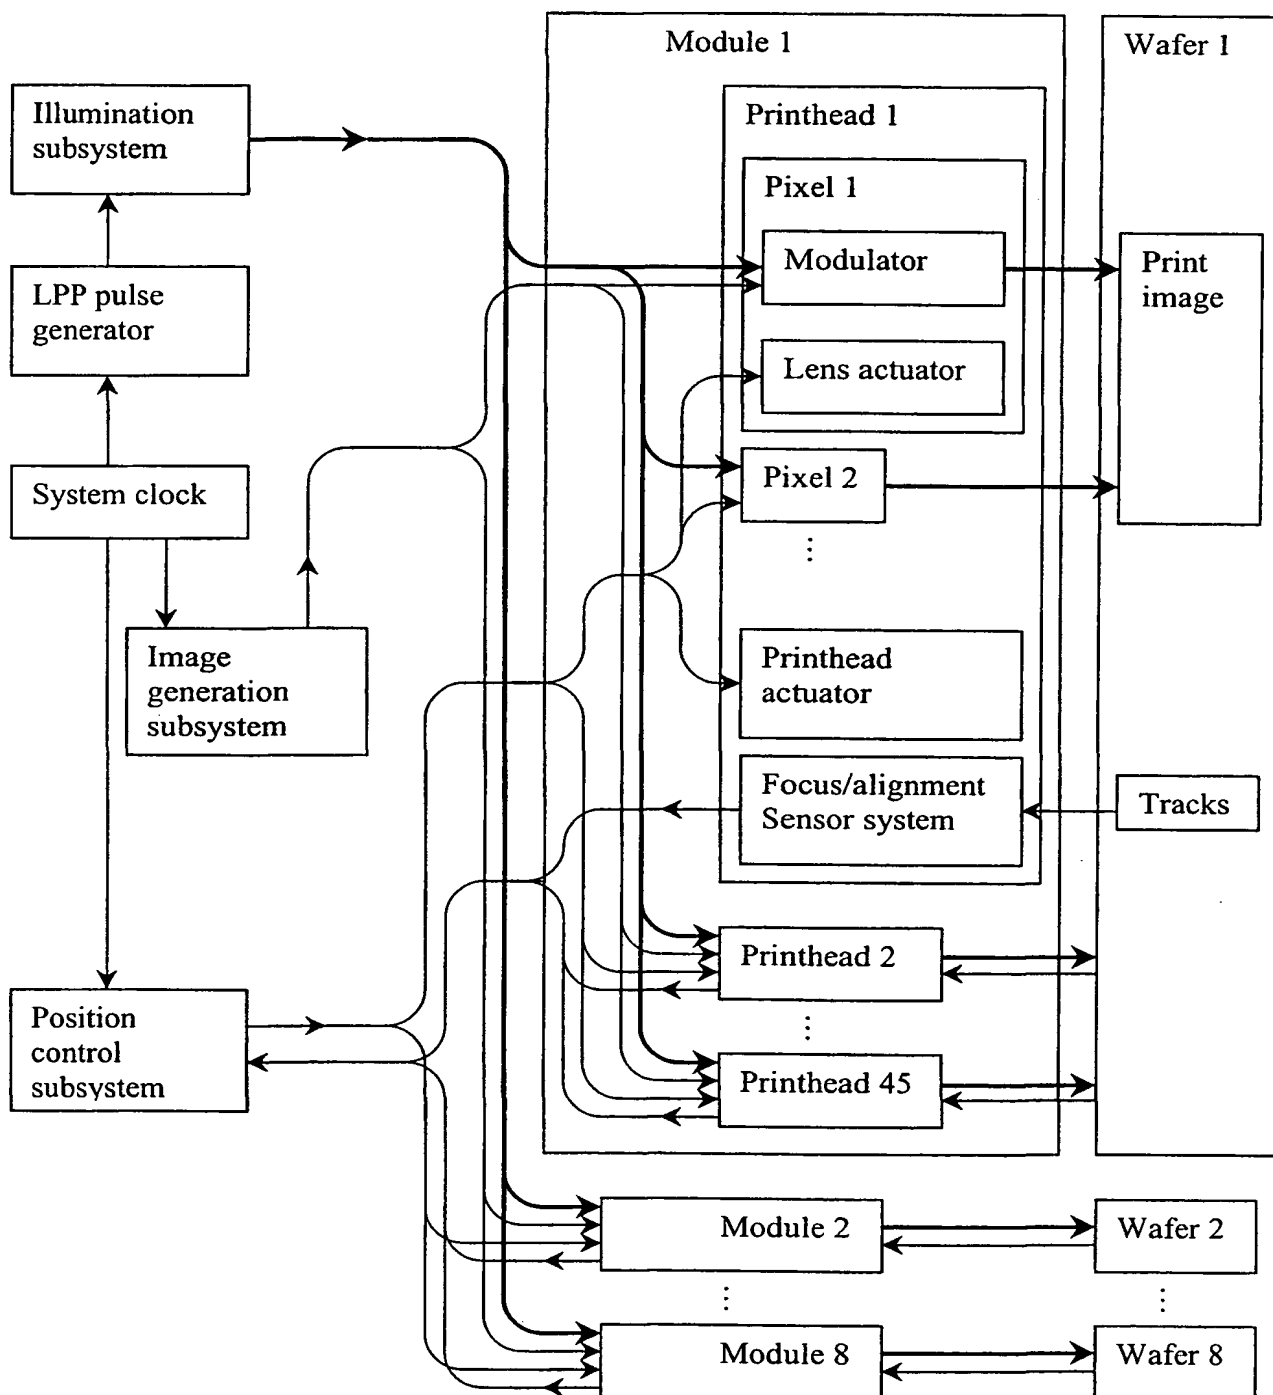 Module 1
Wafer 1
Illumination
subsystem
Printhead 1
Pixel 1
Modulator
Print
image
LPP pulse
generator
Lens actuator
System clock
Pixel 2
Image
generation
subsystem
Printhead
actuator
Focus/alignment
Sensor system
Tracks
Printhead 2
Position
control
subsystem
Printhead 45
Module 2
Wafer 2
Module 8
Wafer 8